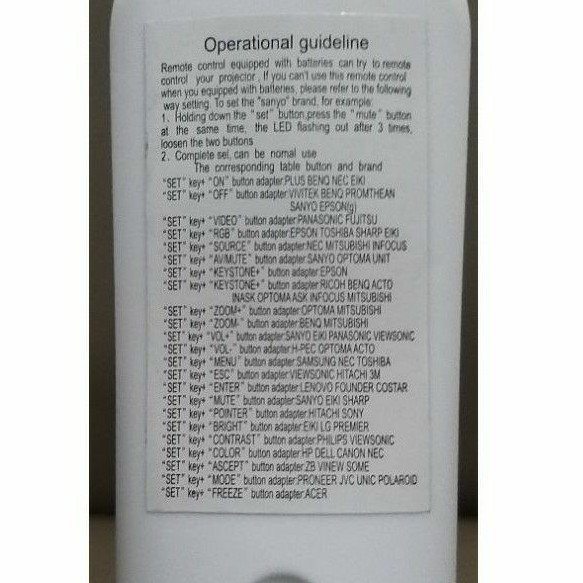 Operational guideline
Remote control equipped with batteries can try to remote
control your projector. If you can't use this remote control
when you equipped with batteries, please refer to the following
way setting. To set the "sanyo" brand, for example:
1、Holding down the "set" button,press the "mute" button
at the same time, the LED flashing out after 3 times,
loosen the two buttons
2、Complete sel, can be nomal use
The corresponding table button and brand
"SET" key+ "ON" button adapter:PLUS BENQ NEC EIKI
"SET" key+ "OFF" button adapter:VIVITEK BENQ PROMTHEAN
SANYO EPSON(g)
"SET" key+ "VIDEO" button adapter:PANASONIC FUJITSU
"SET" key+ "RGB" button adapter:EPSON TOSHIBA SHARP EIKI
"SET" key+ "SOURCE" button adapter:NEC MITSUBISHI INFOCUS
"SET" key+ "AV/MUTE" button adapter:SANYO OPTOMA UNIT
"SET" key+ "KEYSTONE+" button adapter:EPSON
"SET" key+ "KEYSTONE+" button adapter:RICOH BENQ ACTO
INASK OPTOMA ASK INFOCUS MITSUBISHI
"SET" key+ "ZOOM+" button adapter:OPTOMA MITSUBISHI
"SET" key+ "ZOOM-" button adapter:BENQ MITSUBISHI
"SET" key+ "VOL+" button adapter:SANYO EIKI PANASONIC VIEWSONIC
"SET" key+ "VOL-" button adapter:H-PEC OPTOMA ACTO
"SET" key+ "MENU" button adapter:SAMSUNG NEC TOSHIBA
"SET" key+ "ESC" button adapter:VIEWSONIC HITACHI 3M
"SET" key+ "ENTER" button adapter:LENOVO FOUNDER COSTAR
"SET" key+ "MUTE" button adapter:SANYO EIKI SHARP
"SET" key+ "POINTER" button adapter:HITACHI SONY
"SET" key+ "BRIGHT" button adapter:EIKI LG PREMIER
"SET" key+ "CONTRAST" button adapter:PHILIPS VIEWSONIC
"SET" key+ "COLOR" button adapter:HP DELL CANON NEC
"SET" key+ "ASCEPT" button adapter:ZB VINEW SOME
"SET" key+ "MODE" button adapter:PRONEER JVC UNIC POLAROID
"SET" key+ "FREEZE" button adapter:ACER